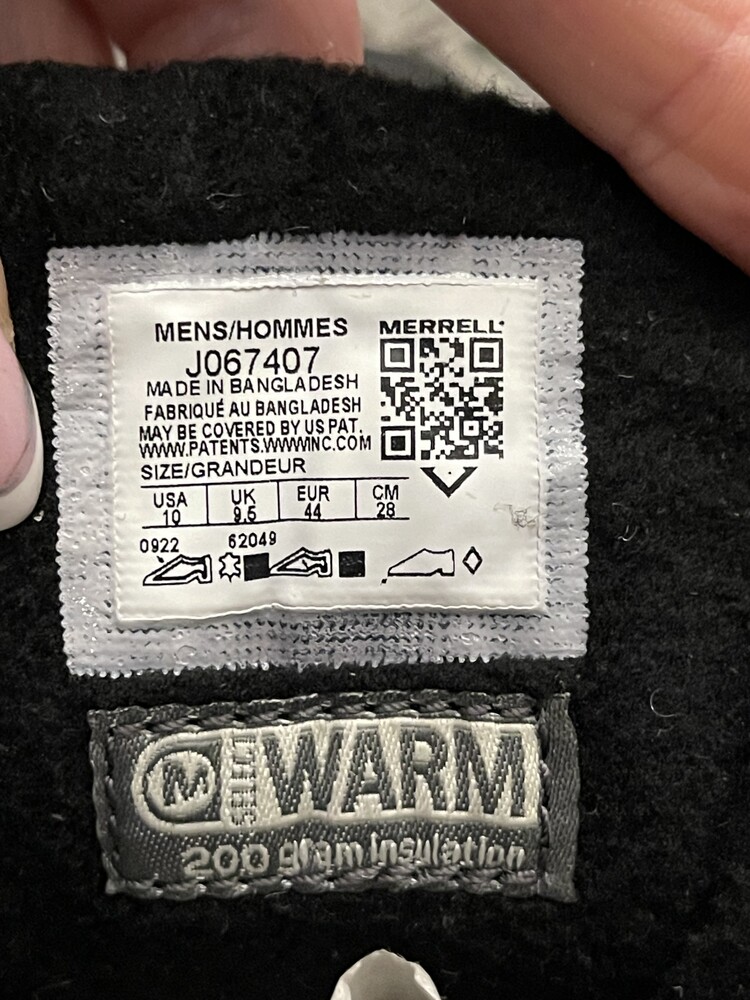 MENS/HOMMES
J067407
MADE IN BANGLADESH
FABRIQUÉ AU BANGLADESH
MAY BE COVERED BY US PAT.
WWW.PATENTS.WWWINC.COM
SIZE/GRANDEUR
USA UK EUR CM
10 9.5 44 28
0922 62049
MERRELL
M WARM
200 gram insulation